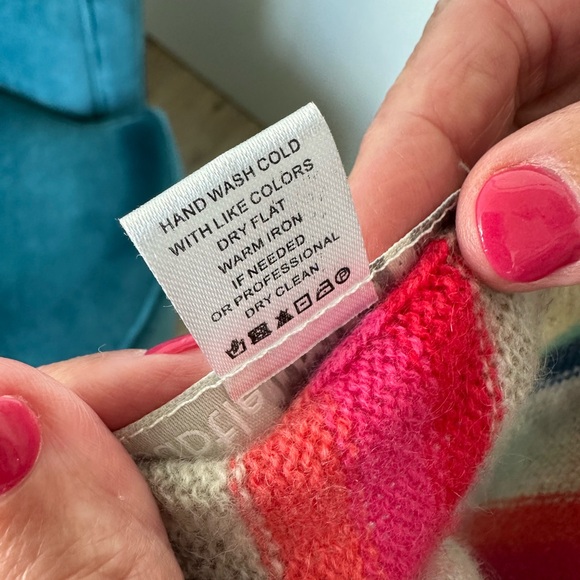 HAND WASH COLD
WITH LIKE COLORS
DRY FLAT
WARM IRON
IF NEEDED
OR PROFESSIONAL
DRY CLEAN